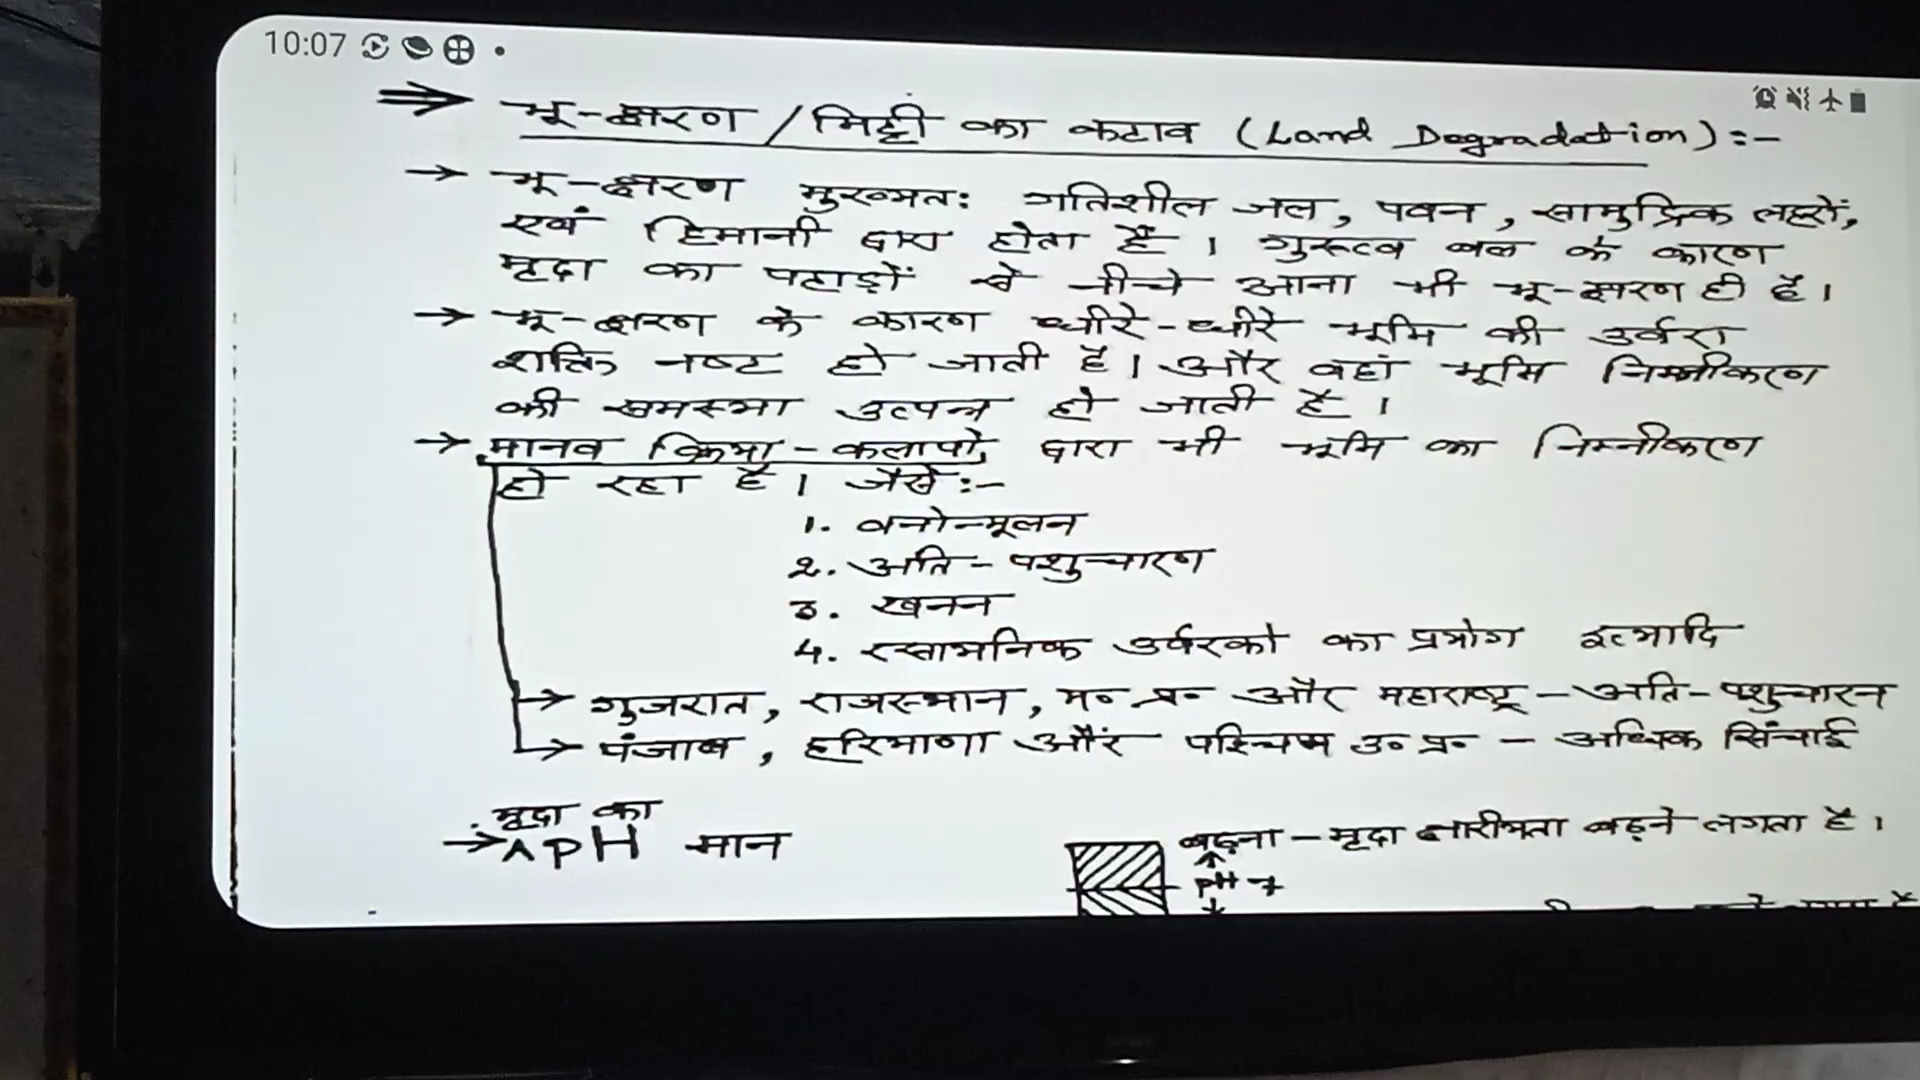 10:07
⇒ भू-क्षरण / मिट्टी का कटाव (Land Degradation) :-
→ भू-क्षरण मुख्यतः गतिशील जल, पवन, सामुद्रिक लहरों,
एवं हिमानी द्वारा होता है। गुरुत्व बल के कारण
मृदा का पहाड़ों से नीचे आना भी भू-क्षरण ही है।
→ भू-क्षरण के कारण धीरे-धीरे भूमि की उर्वरा
शक्ति नष्ट हो जाती है। और वहां भूमि निम्नीकरण
की समस्या उत्पन्न हो जाती है।
→ मानव क्रिया-कलापों द्वारा भी भूमि का निम्नीकरण
हो रहा है। जैसे :-
1. वनोन्मूलन
2. अति-पशुचारण
3. खनन
4. रासायनिक उर्वरकों का प्रयोग इत्यादि
→ गुजरात, राजस्थान, म० प्र० और महाराष्ट्र - अति-पशुचारन
→ पंजाब, हरियाणा और पश्चिम उ० प्र० - अधिक सिंचाई
मृदा का
→ pH मान
बढ़ना - मृदा क्षारीयता बढ़ने लगता है।
pH 7